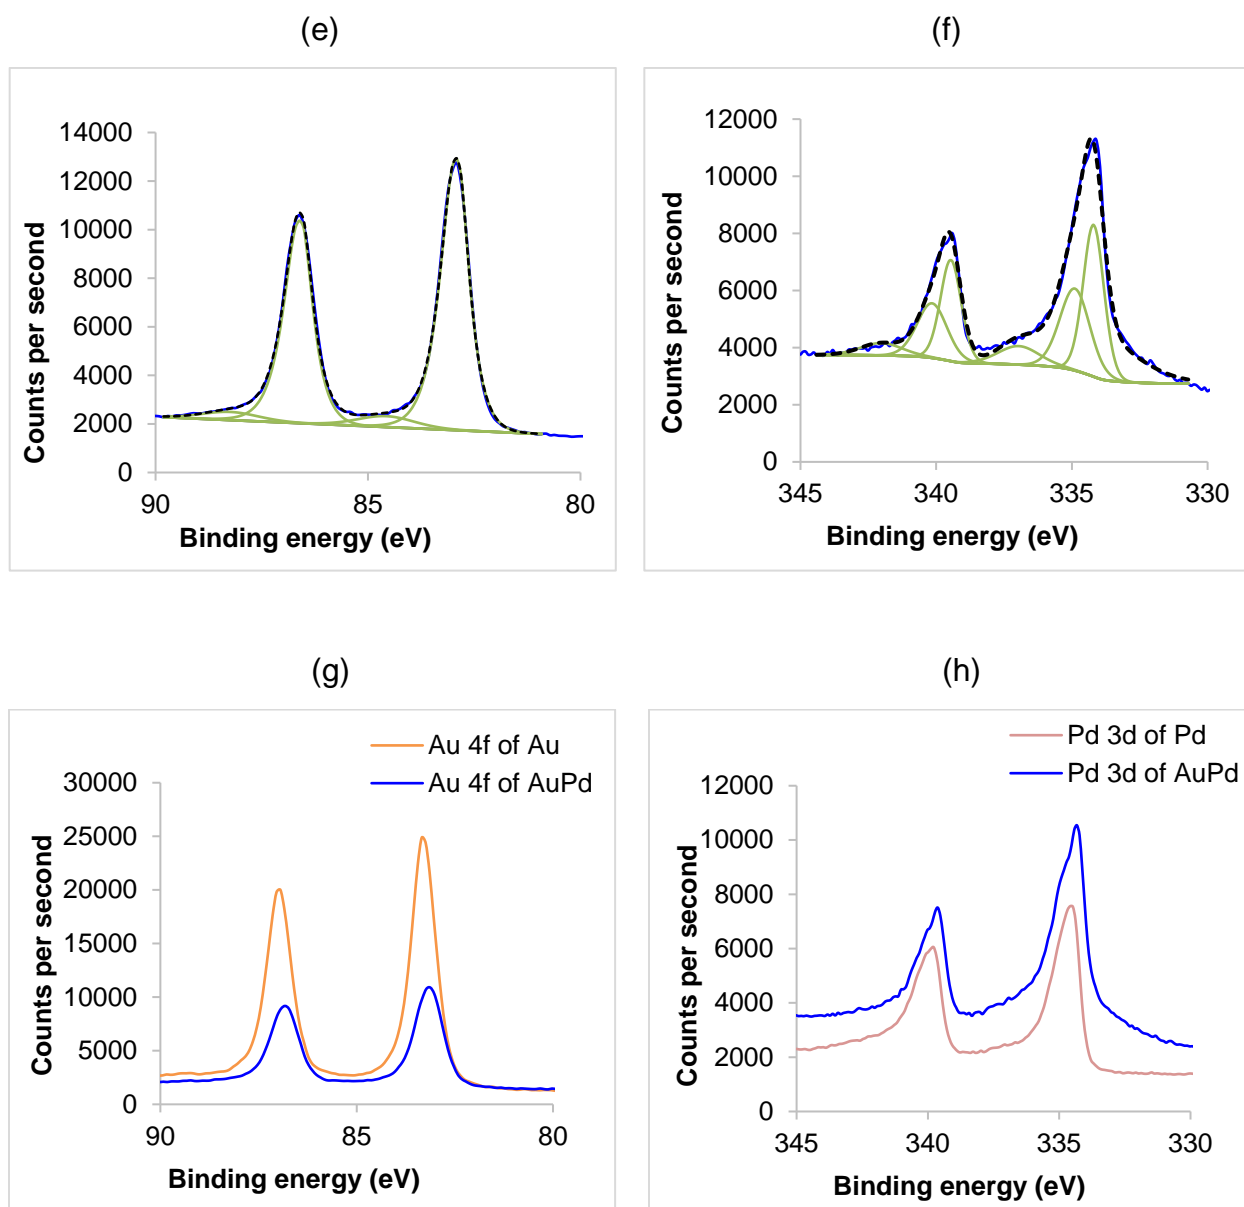 (e)
14000
12000
10000
8000
6000
4000
2000
0
90 85 80
Counts per second
Binding energy (eV)
(f)
12000
10000
8000
6000
4000
2000
0
345 340 335 330
Counts per second
Binding energy (eV)
(g)
Au 4f of Au
Au 4f of AuPd
30000
25000
20000
15000
10000
5000
0
90 85 80
Counts per second
Binding energy (eV)
(h)
Pd 3d of Pd
Pd 3d of AuPd
12000
10000
8000
6000
4000
2000
0
345 340 335 330
Counts per second
Binding energy (eV)